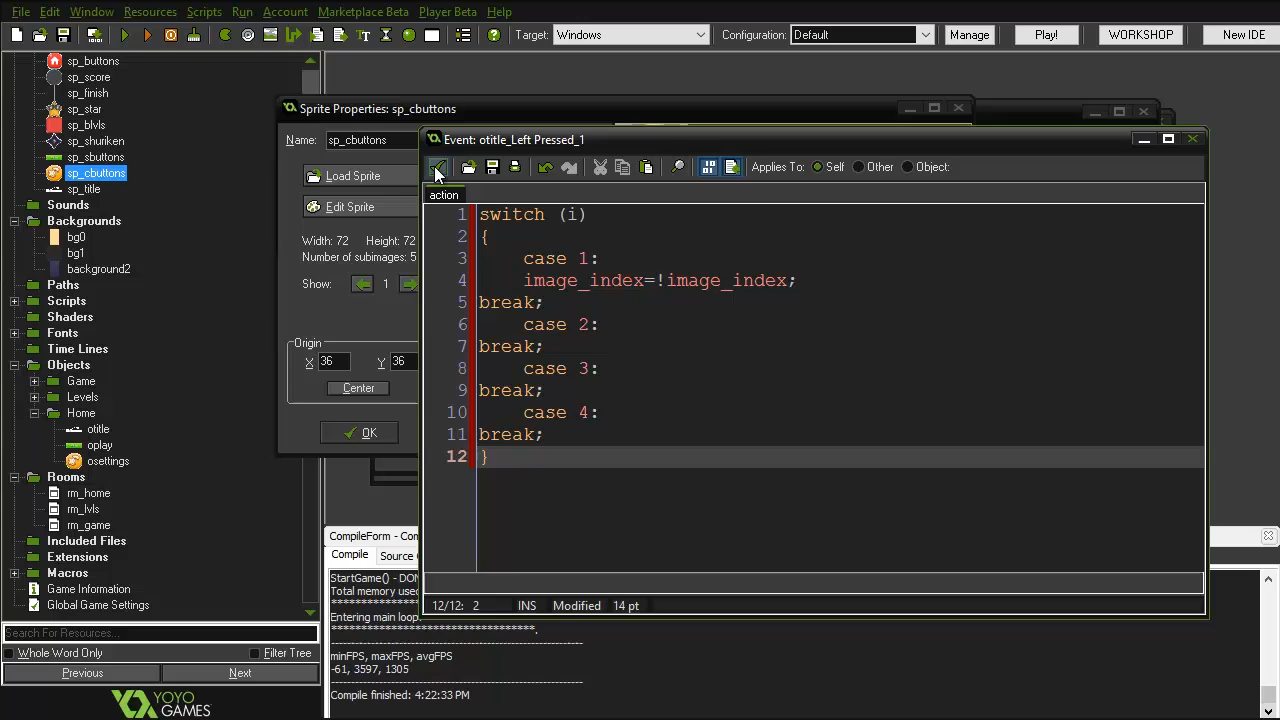 File Edit Window Resources Scripts Run Account Marketplace Beta Player Beta Help
Target: Windows Configuration: Default Manage Play! WORKSHOP New IDE
sp_buttons
sp_score
sp_finish
sp_star
sp_blvls
sp_shuriken
sp_sbuttons
sp_cbuttons
sp_title
Sounds
Backgrounds
bg0
bg1
background2
Paths
Scripts
Shaders
Fonts
Time Lines
Objects
Game
Levels
Home
otitle
oplay
osettings
Rooms
rm_home
rm_lvls
rm_game
Included Files
Extensions
Macros
Game Information
Global Game Settings
Search For Resources...
Whole Word Only Filter Tree
Previous Next
YOYO
GAMES
Sprite Properties: sp_cbuttons
Name: sp_cbuttons
Load Sprite
Edit Sprite
Width: 72 Height: 72
Number of subimages: 5
Show: 1
Origin
X 36 Y 36
Center
OK
Event: otitle_Left Pressed_1
Applies To: Self Other Object:
action
1 switch (i)
2 {
3 case 1:
4 image_index=!image_index;
5 break;
6 case 2:
7 break;
8 case 3:
9 break;
10 case 4:
11 break;
12 }
12/12: 2 INS Modified 14 pt
CompileForm - Com
Compile Source
StartGame() - DON
Total memory used
**********************************
Entering main loop.
**********************************.
minFPS, maxFPS, avgFPS
-61, 3597, 1305
Compile finished: 4:22:33 PM